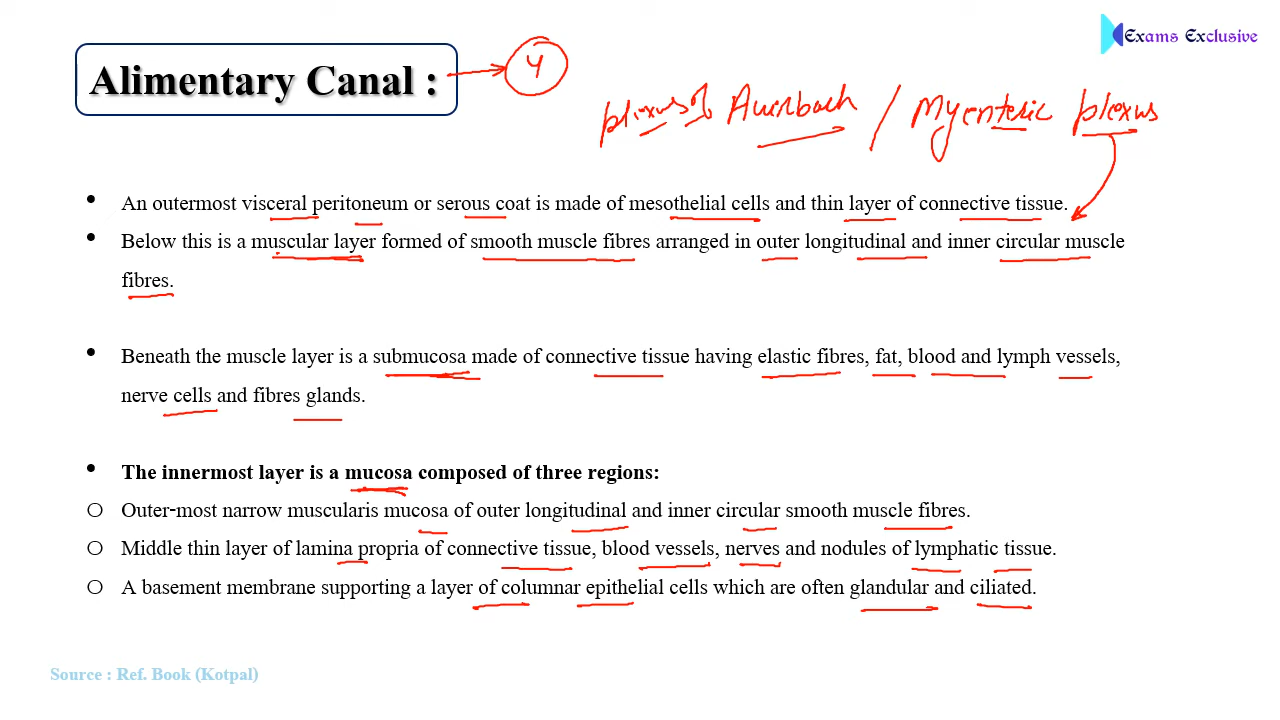 Exams Exclusive
Alimentary Canal :
4
plexus of Auerbach / Myenteric plexus
• An outermost visceral peritoneum or serous coat is made of mesothelial cells and thin layer of connective tissue.
• Below this is a muscular layer formed of smooth muscle fibres arranged in outer longitudinal and inner circular muscle
fibres.
• Beneath the muscle layer is a submucosa made of connective tissue having elastic fibres, fat, blood and lymph vessels,
nerve cells and fibres glands.
• The innermost layer is a mucosa composed of three regions:
o Outer-most narrow muscularis mucosa of outer longitudinal and inner circular smooth muscle fibres.
o Middle thin layer of lamina propria of connective tissue, blood vessels, nerves and nodules of lymphatic tissue.
o A basement membrane supporting a layer of columnar epithelial cells which are often glandular and ciliated.
Source : Ref. Book (Kotpal)